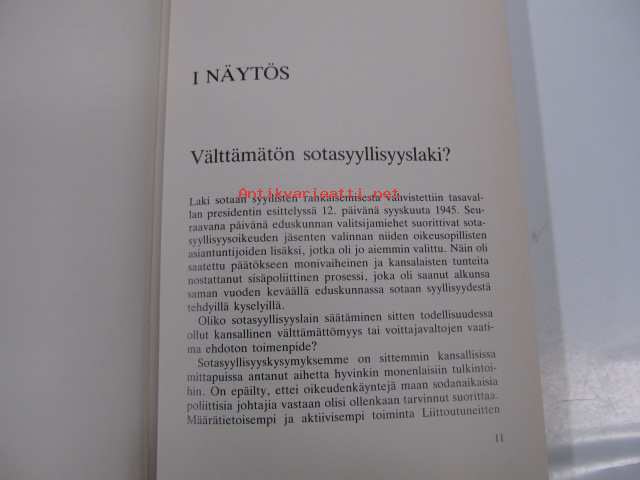 I NÄYTÖS
Välttämätön sotasyyllisyyslaki?
Laki sotaan syyllisten rankaisemisesta vahvistettiin tasaval-
Antikvariaatti.net
lan presidentin esittelyssä 12. päivänä syyskuuta 1945. Seu-
raavana päivänä eduskunnan valitsijamiehet suorittivat sota-
syyllisyysoikeuden jäsenten valinnan niiden oikeusopillisten
asiantuntijoiden lisäksi, jotka oli jo aiemmin valittu. Näin oli
saatettu päätökseen monivaiheinen ja kansalaisten tunteita
nostattanut sisäpoliittinen prosessi, joka oli saanut alkunsa
saman vuoden keväällä eduskunnassa sotaan syyllisyydestä
tehdyillä kyselyillä.
Oliko sotasyyllisyyslain säätäminen sitten todellisuudessa
ollut kansallinen välttämättömyys tai voittajavaltojen vaati-
ma ehdoton toimenpide?
Sotasyyllisyyskysymyksemme on sittemmin kansallisissa
mittapuissa antanut aihetta hyvinkin monenlaisiin tulkintoi-
hin. On epäilty, ettei oikeudenkäyntejä maan sodanaikaisia
poliittisia johtajia vastaan olisi ollenkaan tarvinnut suorittaa.
Määrätietoisempi ja aktiivisempi toiminta Liittoutuneitten
11